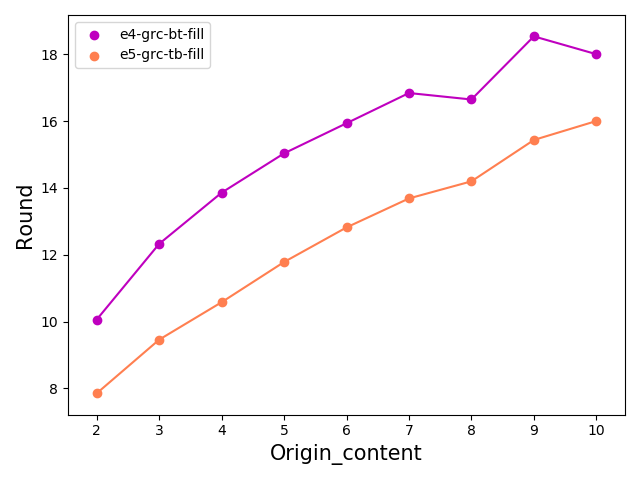 e4-grc-bt-fill
e5-grc-tb-fill
18
16
14
12
10
8
Round
2 3 4 5 6 7 8 9 10
Origin_content